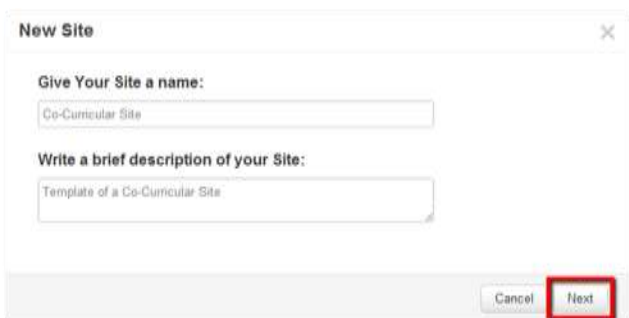 New Site
Give Your Site a name:
Co-Curricular Site
Write a brief description of your Site:
Template of a Co-Curricular Site
Cancel Next